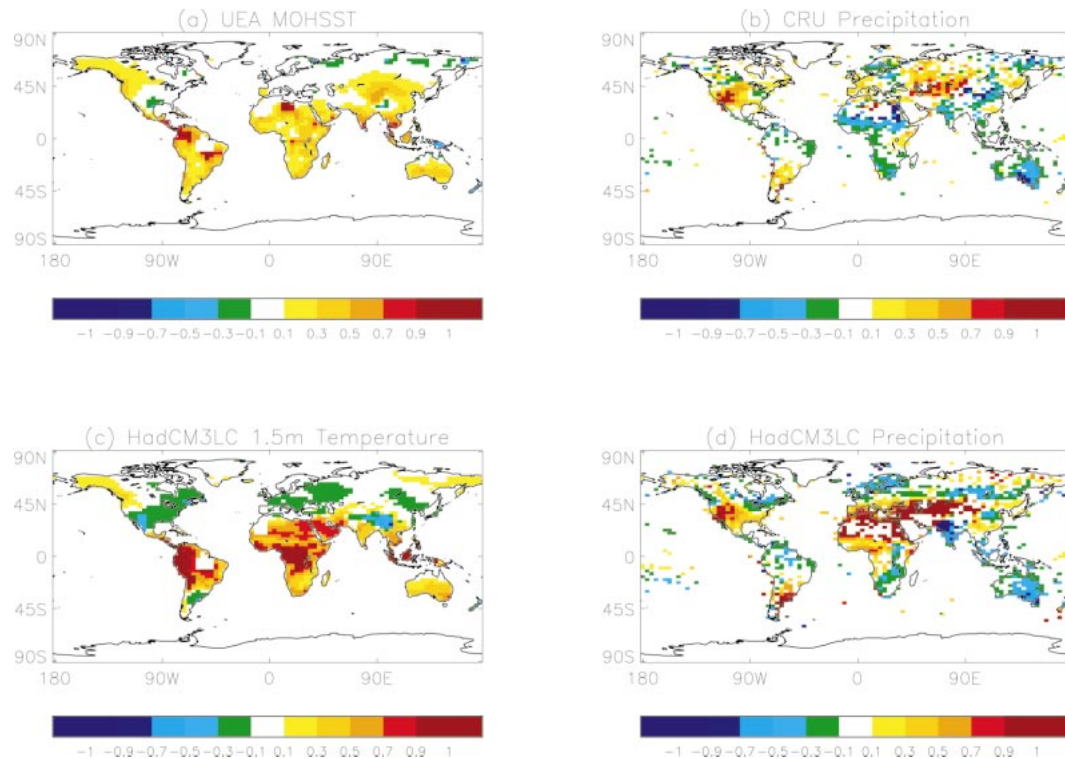 (a) UEA MOHSST
90N
45N
0
45S
90S
180 90W 0 90E
-1 -0.9 -0.7 -0.5 -0.3 -0.1 0.1 0.3 0.5 0.7 0.9 1
(b) CRU Precipitation
90N
45N
0
45S
90S
180 90W 0 90E
-1 -0.9 -0.7 -0.5 -0.3 -0.1 0.1 0.3 0.5 0.7 0.9 1
(c) HadCM3LC 1.5m Temperature
90N
45N
0
45S
90S
180 90W 0 90E
-1 -0.9 -0.7 -0.5 -0.3 -0.1 0.1 0.3 0.5 0.7 0.9 1
(d) HadCM3LC Precipitation
90N
45N
0
45S
90S
180 90W 0 90E
-1 -0.9 -0.7 -0.5 -0.3 -0.1 0.1 0.3 0.5 0.7 0.9 1